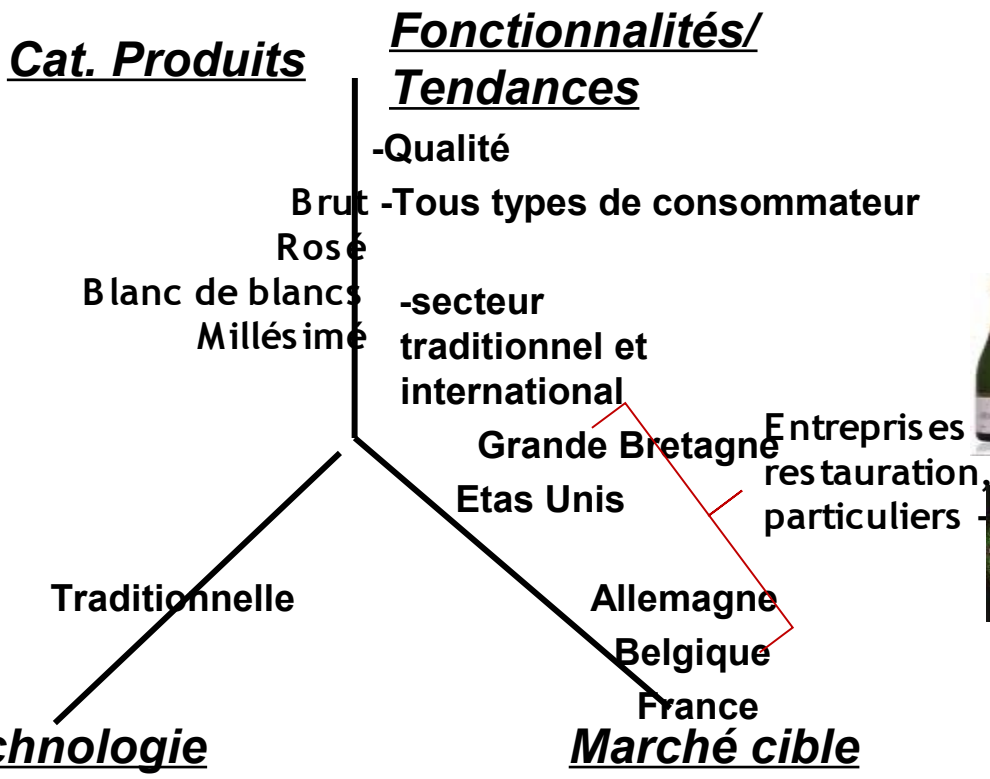 Cat. Produits
Fonctionnalités/
Tendances
-Qualité
Brut
-Tous types de consommateur
Rosé
Blanc de blancs
Millésimé
-secteur
traditionnel et
international
Grande Bretagne
Etas Unis
Entreprises
restauration,
particuliers -
Traditionnelle
Allemagne
Belgique
France
chnologie
Marché cible